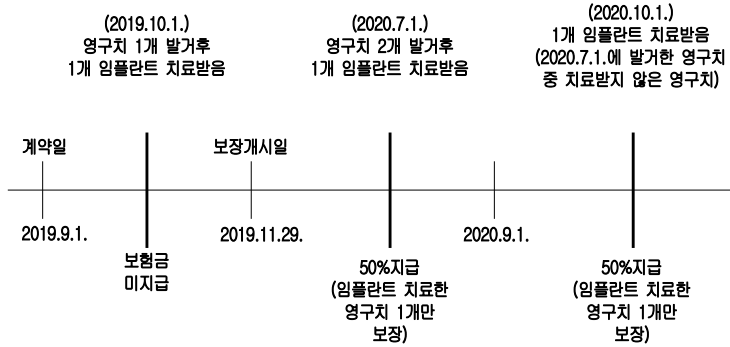 (2019.10.1.)
영구치 1개 발거후
1개 임플란트 치료받음
(2020.7.1.)
영구치 2개 발거후
1개 임플란트 치료받음
(2020.10.1.)
1개 임플란트 치료받음
(2020.7.1.에 발거한 영구치
중 치료받지 않은 영구치)
계약일
보장개시일
2019.9.1.
2019.11.29.
2020.9.1.
보험금
미지급
50%지급
(임플란트 치료한
영구치 1개만
보장)
50%지급
(임플란트 치료한
영구치 1개만
보장)